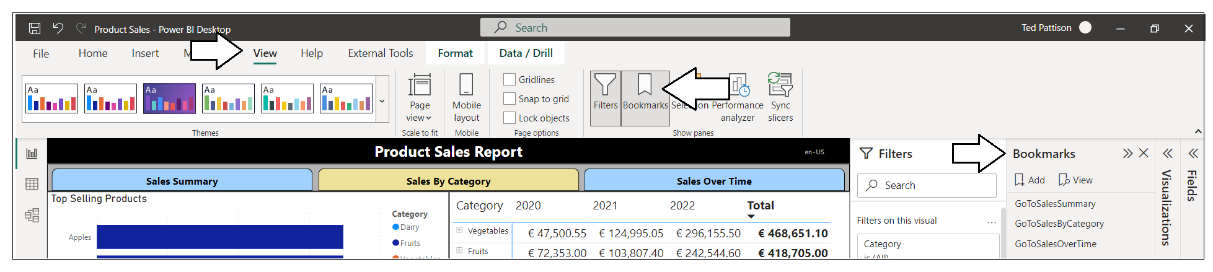 Product Sales - Power BI Desktop
Search
Ted Pattison
File Home Insert View Help External Tools Format Data / Drill
Aa Aa Aa Aa Aa Aa
Themes
Page view
Scale to fit
Mobile layout
Mobile
Gridlines
Snap to grid
Lock objects
Page options
Filters
Bookmarks
Performance analyzer
Sync slicers
Show panes
Product Sales Report
en-US
Sales Summary
Sales By Category
Sales Over Time
Top Selling Products
Apples
Category
Dairy
Fruits
Category 2020 2021 2022 Total
Vegetables € 47,500.55 € 124,995.05 € 296,155.50 € 468,651.10
Fruits € 72,353.00 € 103,807.40 € 242,544.60 € 418,705.00
Filters
Search
Filters on this visual ...
Category
is (All)
Bookmarks
Add View
GoToSalesSummary
GoToSalesByCategory
GoToSalesOverTime
Visualizations
Fields